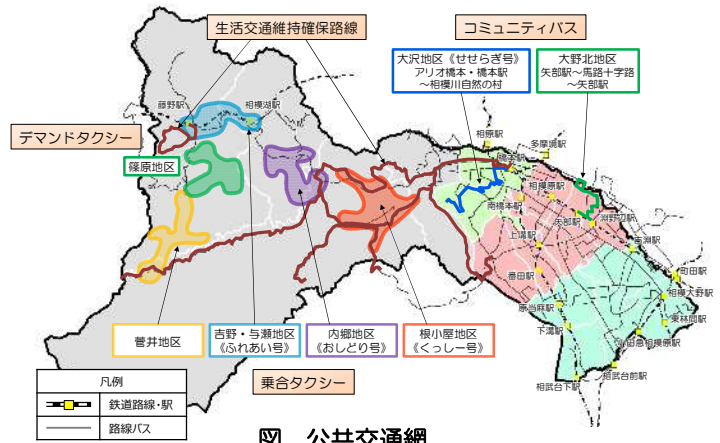 生活交通維持確保路線
コミュニティバス
大沢地区《せせらぎ号》
アリオ橋本・橋本駅
～相模川自然の村
大野北地区
矢部駅～馬路十字路
～矢部駅
藤野駅
相模湖駅
デマンドタクシー
篠原地区
相原駅
多摩境駅
橋本駅
相模原駅
南橋本駅
矢部駅
淵野辺駅
上溝駅
古淵駅
番田駅
町田駅
原当麻駅
相模大野駅
下溝駅
東林間駅
小田急相模原駅
相武台前駅
相武台下駅
菅井地区
吉野・与瀬地区
《ふれあい号》
内郷地区
《おしどり号》
根小屋地区
《くっしー号》
乗合タクシー
凡例
鉄道路線・駅
路線バス
図　公共交通網